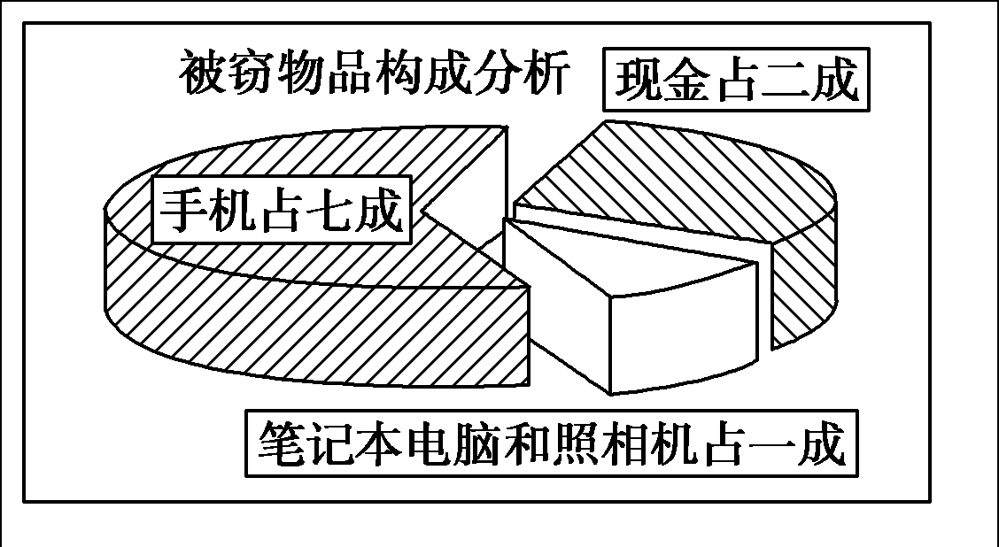 被窃物品构成分析
现金占二成
手机占七成
笔记本电脑和照相机占一成